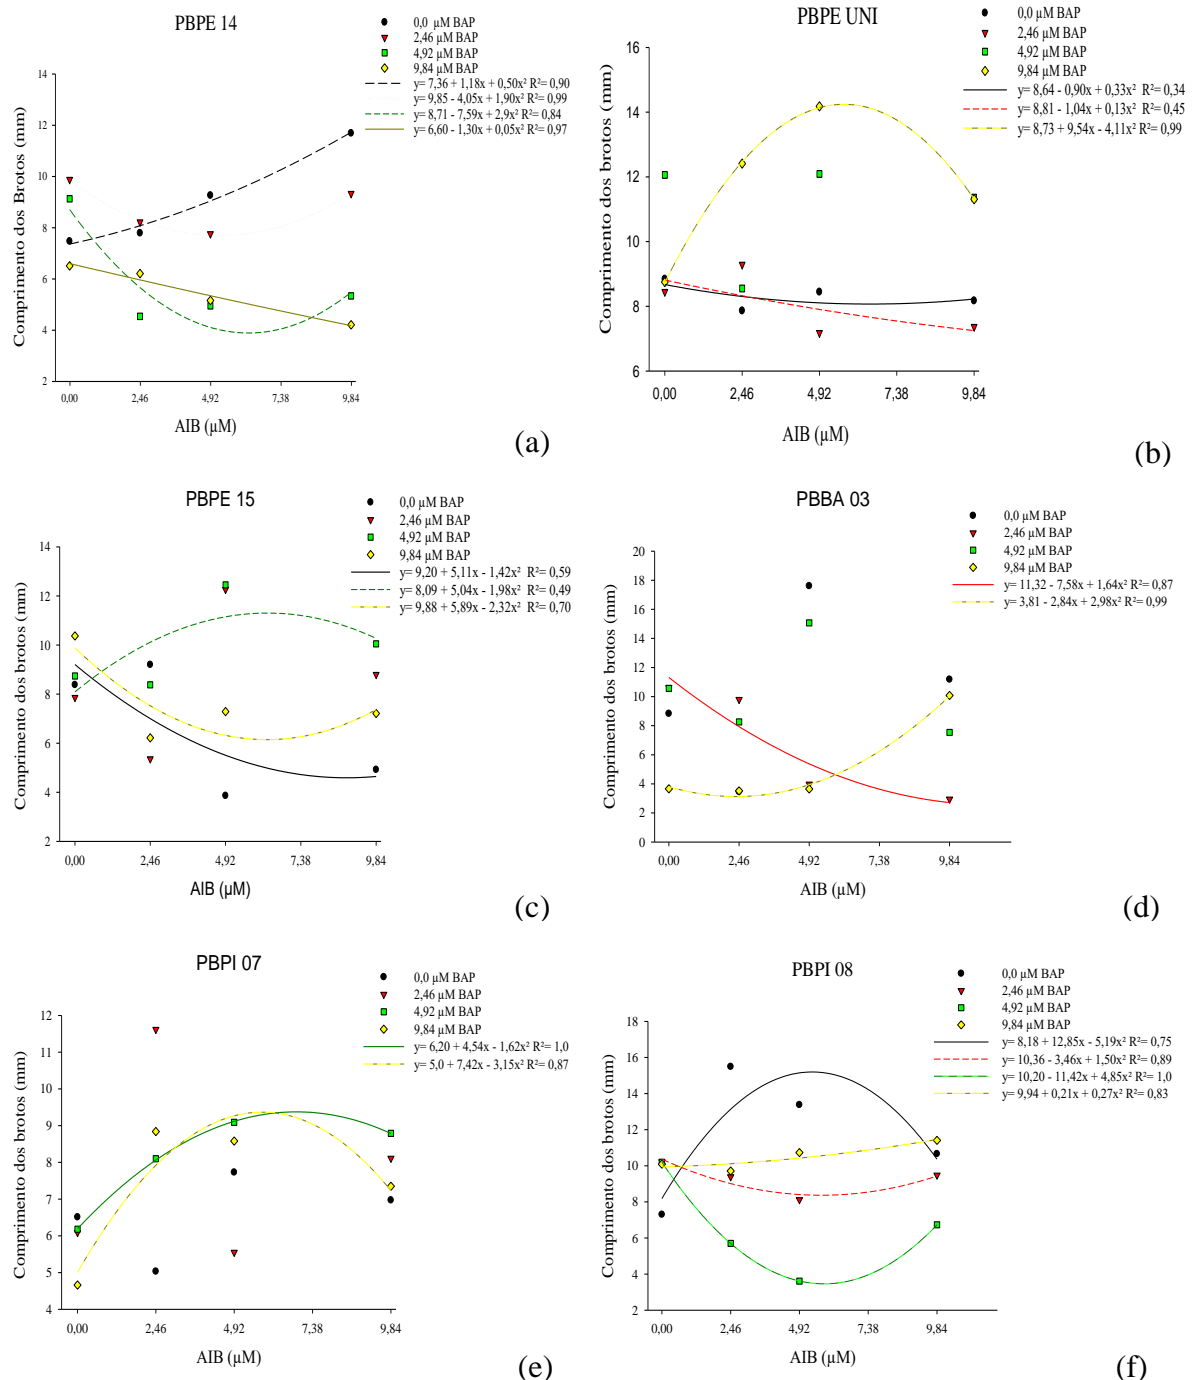 PBPE 14
0,0 µM BAP
2,46 µM BAP
4,92 µM BAP
9,84 µM BAP
y= 7,36 + 1,18x + 0,50x² R²= 0,90
y= 9,85 - 4,05x + 1,90x² R²= 0,99
y= 8,71 - 7,59x + 2,9x² R²= 0,84
y= 6,60 - 1,30x + 0,05x² R²= 0,97
Comprimento dos Brotos (mm)
14
12
10
8
6
4
2
0,00 2,46 4,92 7,38 9,84
AIB (µM)
(a)
PBPE UNI
0,0 µM BAP
2,46 µM BAP
4,92 µM BAP
9,84 µM BAP
y= 8,64 - 0,90x + 0,33x² R²= 0,34
y= 8,81 - 1,04x + 0,13x² R²= 0,45
y= 8,73 + 9,54x - 4,11x² R²= 0,99
Comprimento dos brotos (mm)
16
14
12
10
8
6
0,00 2,46 4,92 7,38 9,84
AIB (µM)
(b)
PBPE 15
0,0 µM BAP
2,46 µM BAP
4,92 µM BAP
9,84 µM BAP
y= 9,20 + 5,11x - 1,42x² R²= 0,59
y= 8,09 + 5,04x - 1,98x² R²= 0,49
y= 9,88 + 5,89x - 2,32x² R²= 0,70
Comprimento dos brotos (mm)
14
12
10
8
6
4
2
0,00 2,46 4,92 7,38 9,84
AIB (µM)
(c)
PBBA 03
0,0 µM BAP
2,46 µM BAP
4,92 µM BAP
9,84 µM BAP
y= 11,32 - 7,58x + 1,64x² R²= 0,87
y= 3,81 - 2,84x + 2,98x² R²= 0,99
Comprimento dos brotos (mm)
20
18
16
14
12
10
8
6
4
2
0
0,00 2,46 4,92 7,38 9,84
AIB (µM)
(d)
PBPI 07
0,0 µM BAP
2,46 µM BAP
4,92 µM BAP
9,84 µM BAP
y= 6,20 + 4,54x - 1,62x² R²= 1,0
y= 5,0 + 7,42x - 3,15x² R²= 0,87
Comprimento dos brotos (mm)
12
11
10
9
8
7
6
5
4
0,00 2,46 4,92 7,38 9,84
AIB (µM)
(e)
PBPI 08
0,0 µM BAP
2,46 µM BAP
4,92 µM BAP
9,84 µM BAP
y= 8,18 + 12,85x - 5,19x² R²= 0,75
y= 10,36 - 3,46x + 1,50x² R²= 0,89
y= 10,20 - 11,42x + 4,85x² R²= 1,0
y= 9,94 + 0,21x + 0,27x² R²= 0,83
Comprimento dos brotos (mm)
18
16
14
12
10
8
6
4
2
0,00 2,46 4,92 7,38 9,84
AIB (µM)
(f)